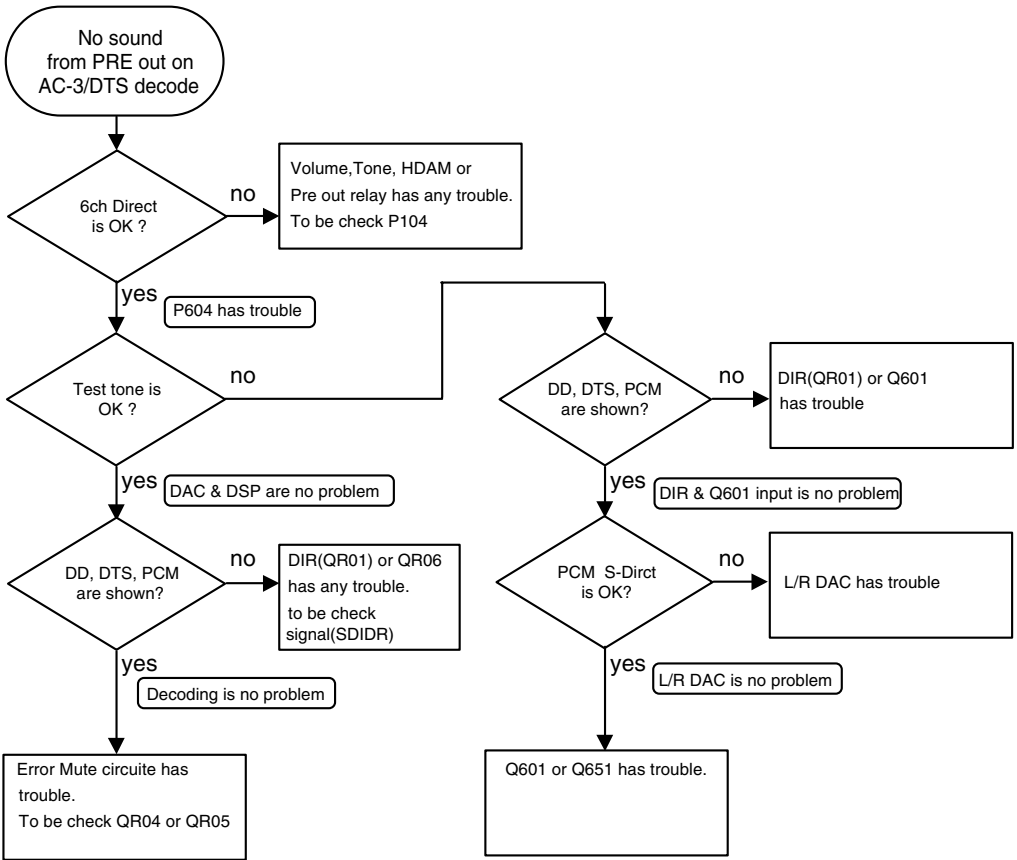 No sound
from PRE out on
AC-3/DTS decode
6ch Direct
is OK ?
no
Volume,Tone, HDAM or
Pre out relay has any trouble.
To be check P104
yes
P604 has trouble
Test tone is
OK ?
no
yes
DAC & DSP are no problem
DD, DTS, PCM
are shown?
no
DIR(QR01) or QR06
has any trouble.
to be check
signal(SDIDR)
yes
Decoding is no problem
Error Mute circuite has
trouble.
To be check QR04 or QR05
DD, DTS, PCM
are shown?
no
DIR(QR01) or Q601
has trouble
yes
DIR & Q601 input is no problem
PCM S-Dirct
is OK?
no
L/R DAC has trouble
yes
L/R DAC is no problem
Q601 or Q651 has trouble.